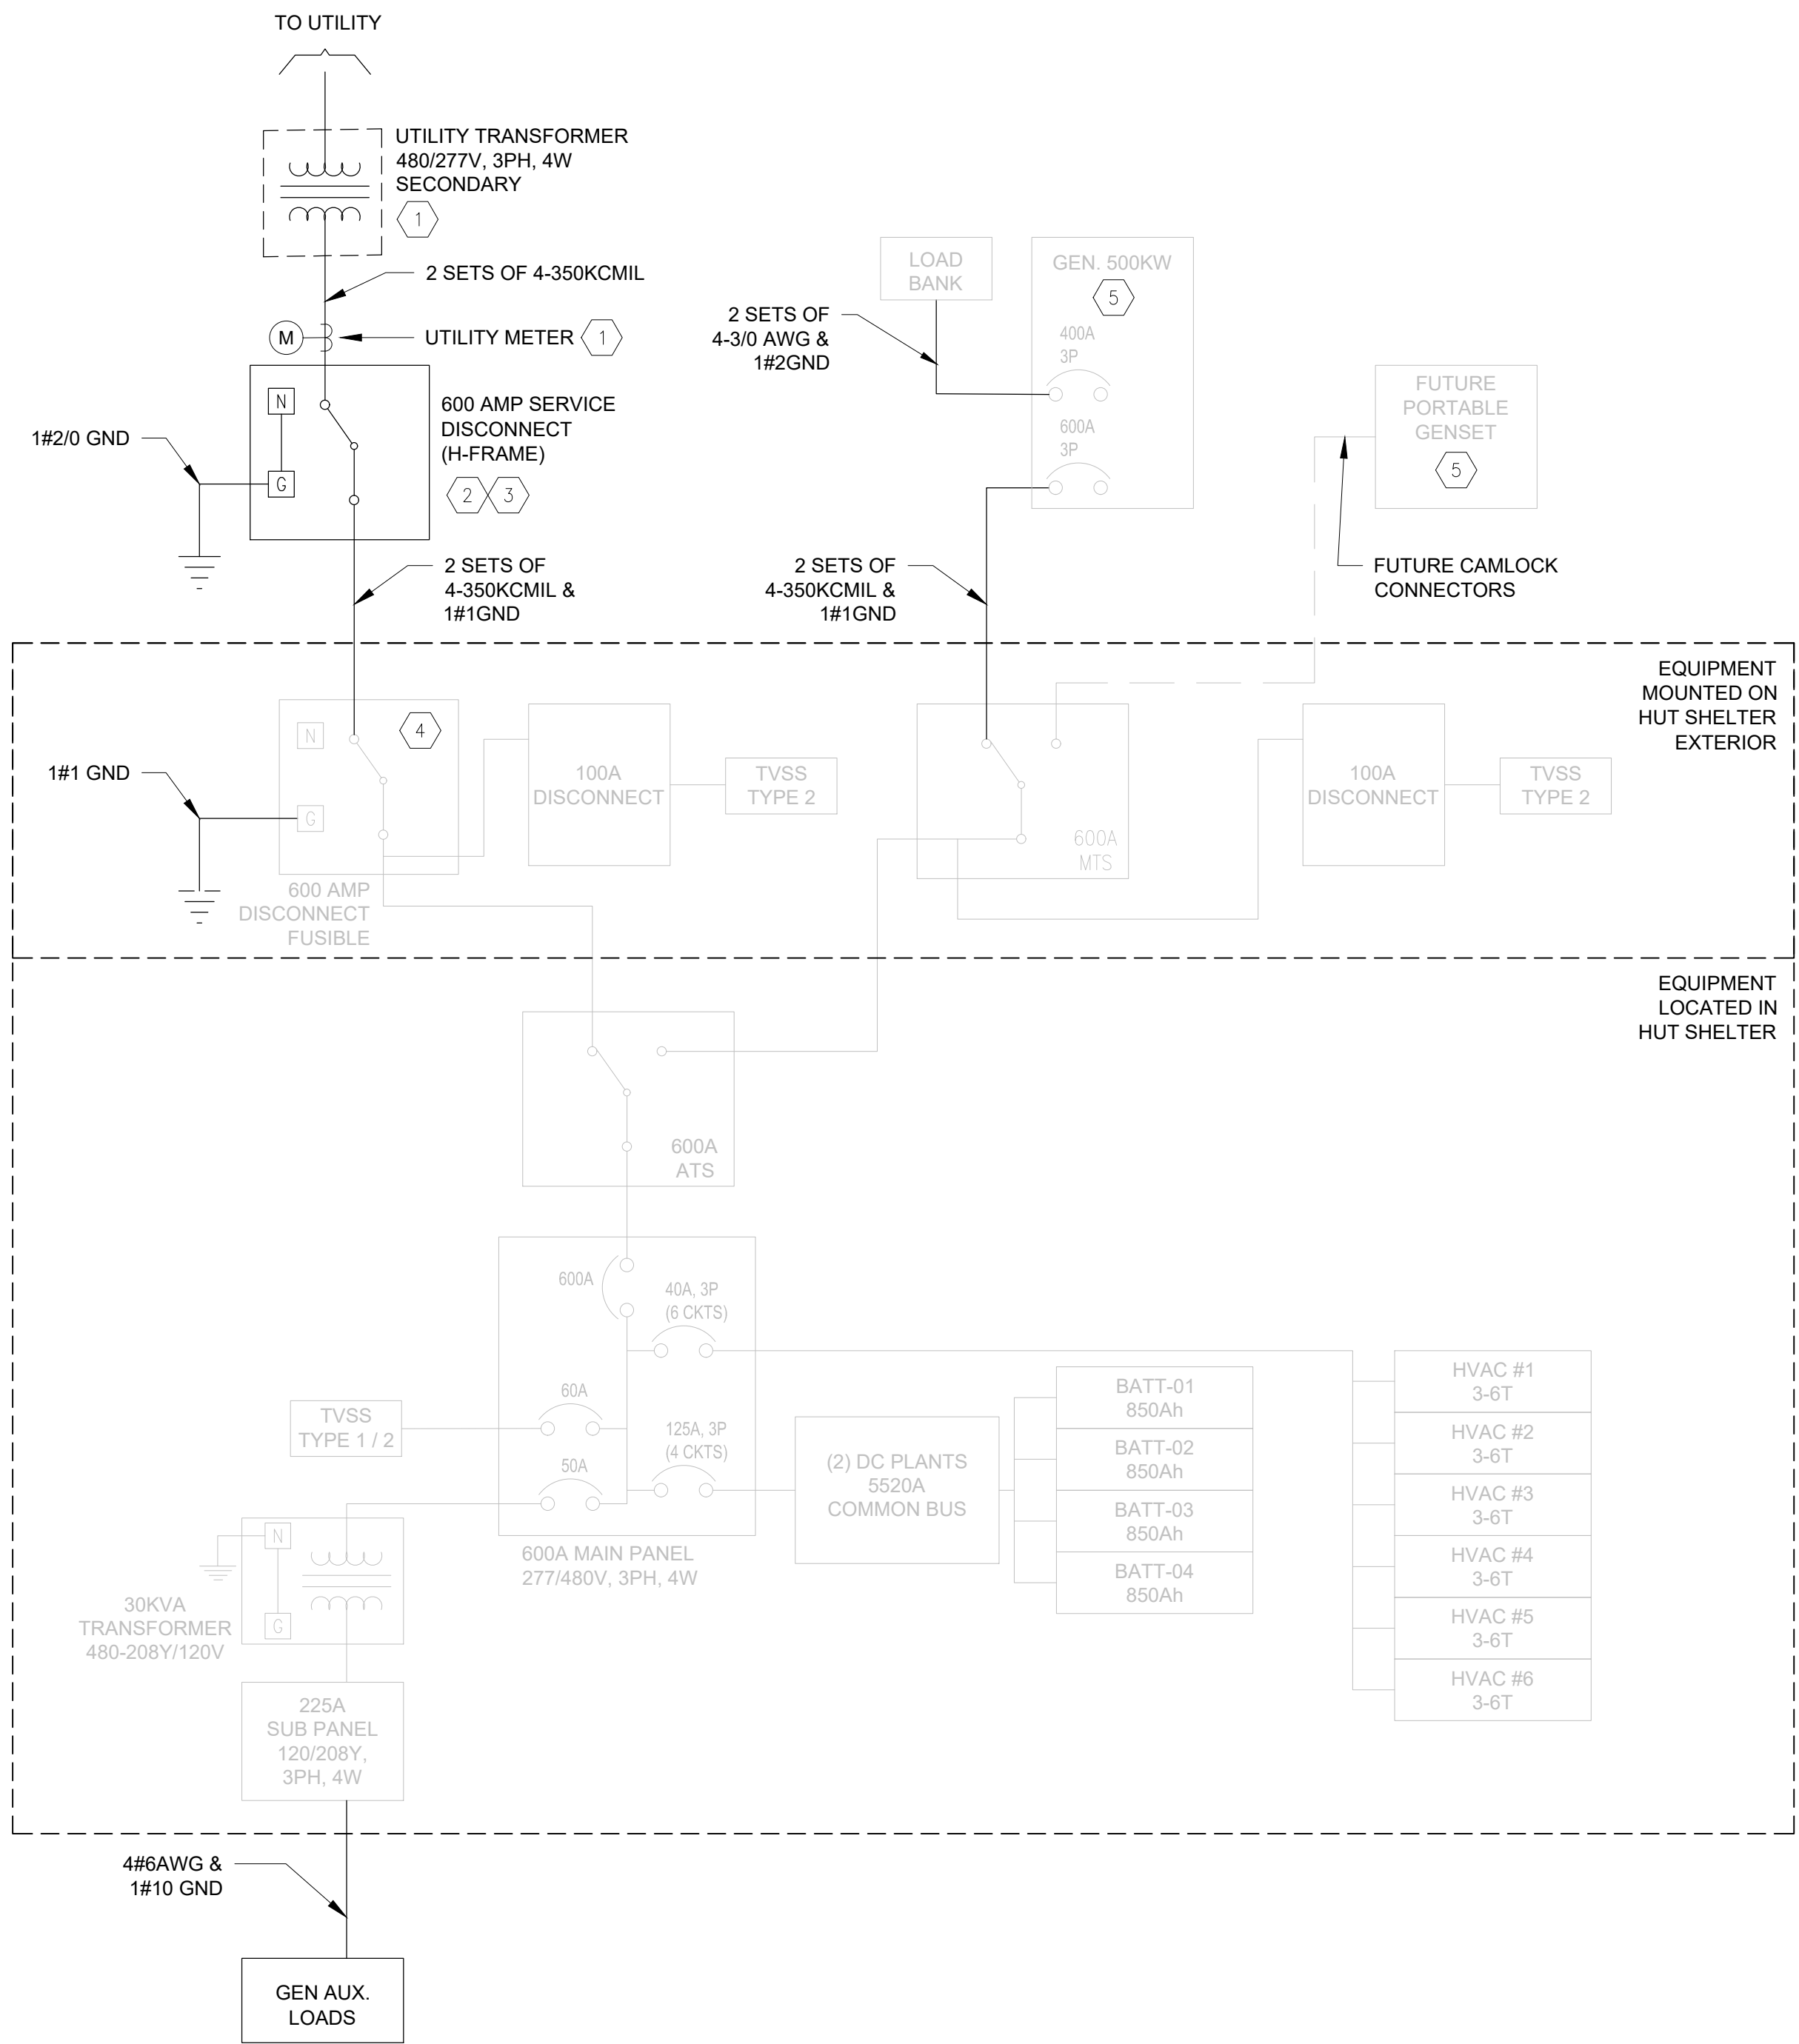 TO UTILITY
UTILITY TRANSFORMER
480/277V, 3PH, 4W
SECONDARY
1
2 SETS OF 4-350KCMIL
M
UTILITY METER
1
N
G
600 AMP SERVICE
DISCONNECT
(H-FRAME)
2
3
1#2/0 GND
2 SETS OF
4-350KCMIL &
1#1GND
LOAD
BANK
2 SETS OF
4-3/0 AWG &
1#2GND
GEN. 500KW
5
400A
3P
600A
3P
2 SETS OF
4-350KCMIL &
1#1GND
FUTURE
PORTABLE
GENSET
5
FUTURE CAMLOCK
CONNECTORS
EQUIPMENT
MOUNTED ON
HUT SHELTER
EXTERIOR
N
4
G
1#1 GND
600 AMP
DISCONNECT
FUSIBLE
100A
DISCONNECT
TVSS
TYPE 2
600A
MTS
100A
DISCONNECT
TVSS
TYPE 2
EQUIPMENT
LOCATED IN
HUT SHELTER
600A
ATS
600A
40A, 3P
(6 CKTS)
60A
125A, 3P
(4 CKTS)
50A
600A MAIN PANEL
277/480V, 3PH, 4W
TVSS
TYPE 1 / 2
(2) DC PLANTS
5520A
COMMON BUS
BATT-01
850Ah
BATT-02
850Ah
BATT-03
850Ah
BATT-04
850Ah
HVAC #1
3-6T
HVAC #2
3-6T
HVAC #3
3-6T
HVAC #4
3-6T
HVAC #5
3-6T
HVAC #6
3-6T
N
G
30KVA
TRANSFORMER
480-208Y/120V
225A
SUB PANEL
120/208Y,
3PH, 4W
4#6AWG &
1#10 GND
GEN AUX.
LOADS